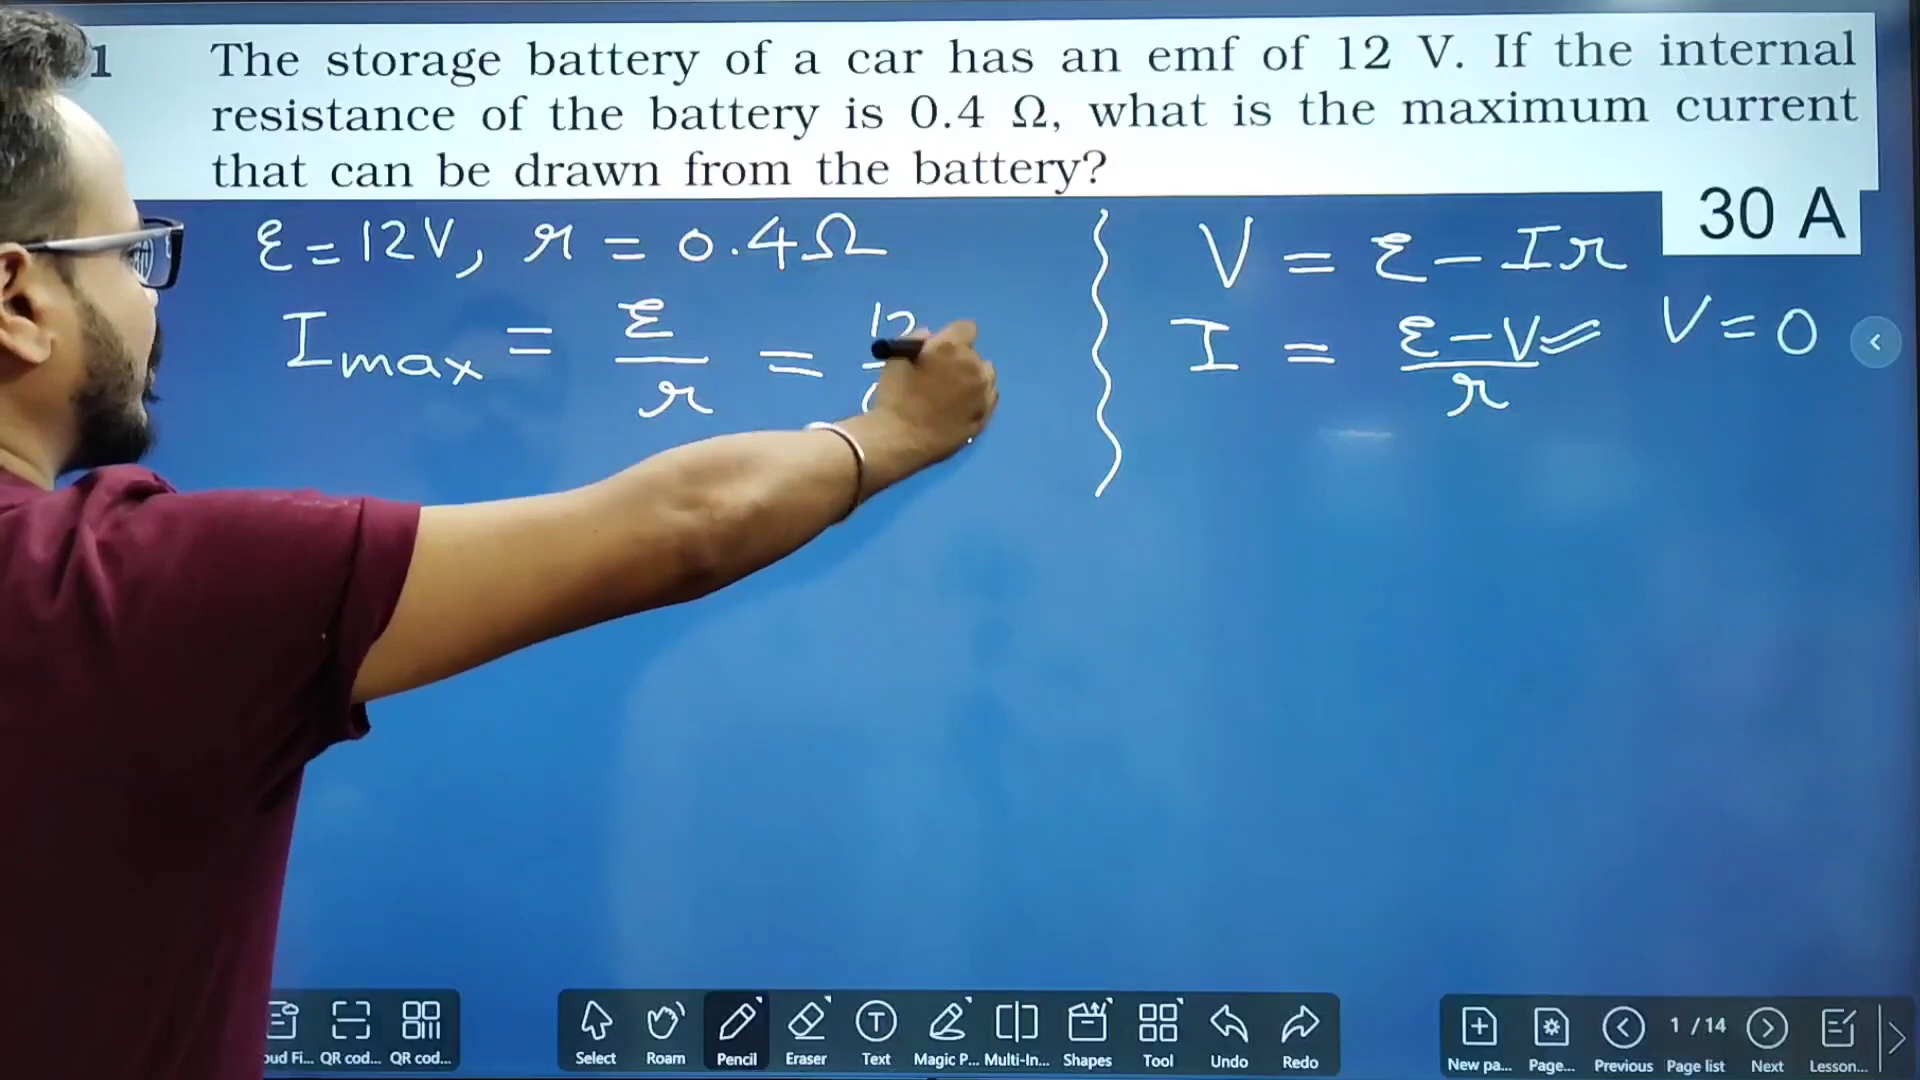 1 The storage battery of a car has an emf of 12 V. If the internal
resistance of the battery is 0.4 Ω, what is the maximum current
that can be drawn from the battery?
30 A
ε = 12V, r = 0.4Ω
I max = ε/r = 12
V = ε - Ir
I = ε-V/r V = 0
QR cod... QR cod...
Select Roam Pencil Eraser Text Magic P... Multi-In... Shapes Tool Undo Redo
New pa... Page... Previous 1 / 14 Page list Next Lesson...